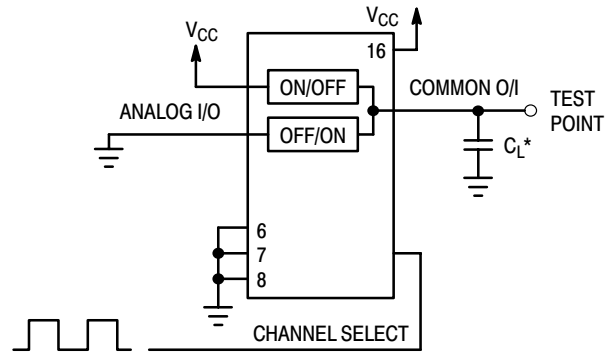 VCC
VCC
16
ON/OFF
COMMON O/I
TEST
POINT
ANALOG I/O
OFF/ON
CL*
6
7
8
CHANNEL SELECT